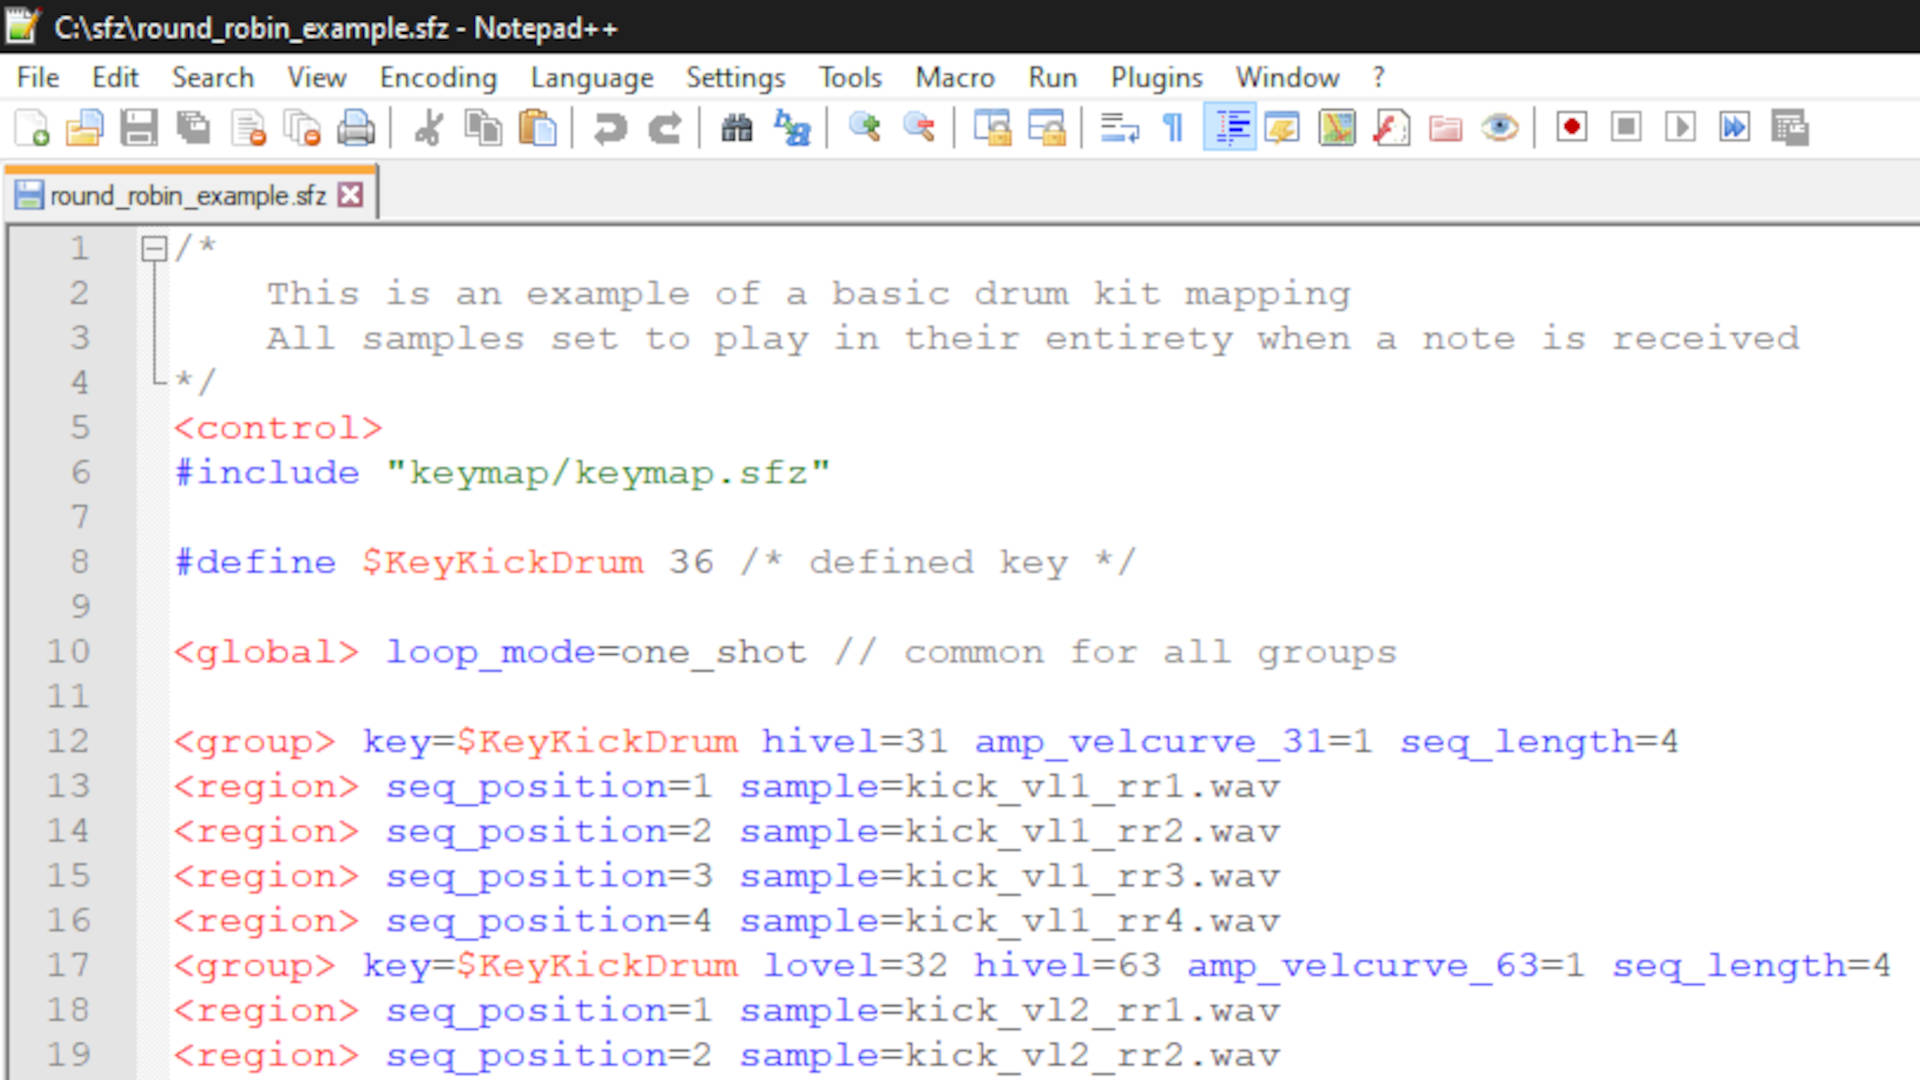 C:\sfz\round_robin_example.sfz - Notepad++
File Edit Search View Encoding Language Settings Tools Macro Run Plugins Window ?
round_robin_example.sfz
1 /*
2 This is an example of a basic drum kit mapping
3 All samples set to play in their entirety when a note is received
4 */
5 <control>
6 #include "keymap/keymap.sfz"
7
8 #define $KeyKickDrum 36 /* defined key */
9
10 <global> loop_mode=one_shot // common for all groups
11
12 <group> key=$KeyKickDrum hivel=31 amp_velcurve_31=1 seq_length=4
13 <region> seq_position=1 sample=kick_vl1_rr1.wav
14 <region> seq_position=2 sample=kick_vl1_rr2.wav
15 <region> seq_position=3 sample=kick_vl1_rr3.wav
16 <region> seq_position=4 sample=kick_vl1_rr4.wav
17 <group> key=$KeyKickDrum lovel=32 hivel=63 amp_velcurve_63=1 seq_length=4
18 <region> seq_position=1 sample=kick_vl2_rr1.wav
19 <region> seq_position=2 sample=kick_vl2_rr2.wav